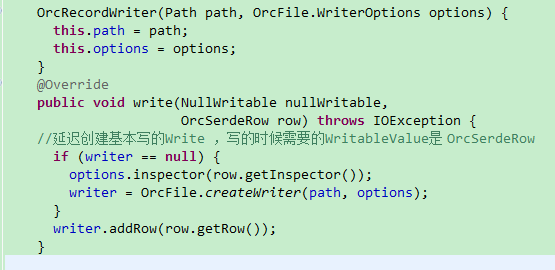 OrcRecordWriter(Path path, OrcFile.WriterOptions options) {
this.path = path;
this.options = options;
}
@Override
public void write(NullWritable nullWritable,
OrcSerdeRow row) throws IOException {
//延迟创建基本写的Write ，写的时候需要的WritableValue是 OrcSerdeRow
if (writer == null) {
options.inspector(row.getInspector());
writer = OrcFile.createWriter(path, options);
}
writer.addRow(row.getRow());
}